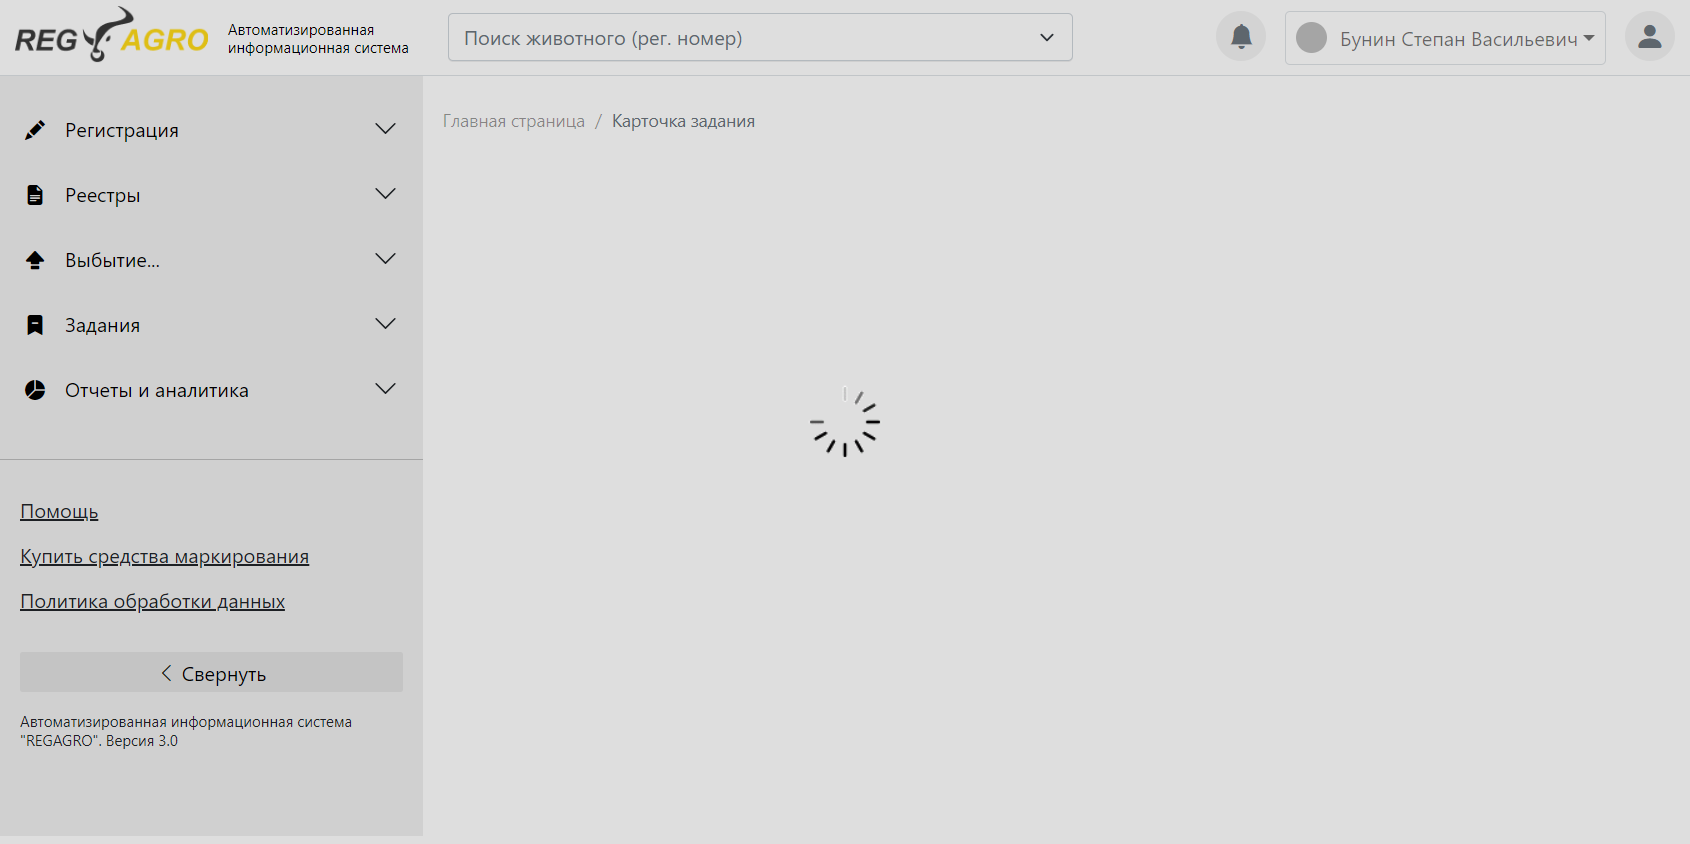 REG AGRO
Автоматизированная
информационная система
Поиск животного (рег. номер)
Бунин Степан Васильевич
Главная страница / Карточка задания
Регистрация
Реестры
Выбытие...
Задания
Отчеты и аналитика
Помощь
Купить средства маркирования
Политика обработки данных
Свернуть
Автоматизированная информационная система
"REGAGRO". Версия 3.0